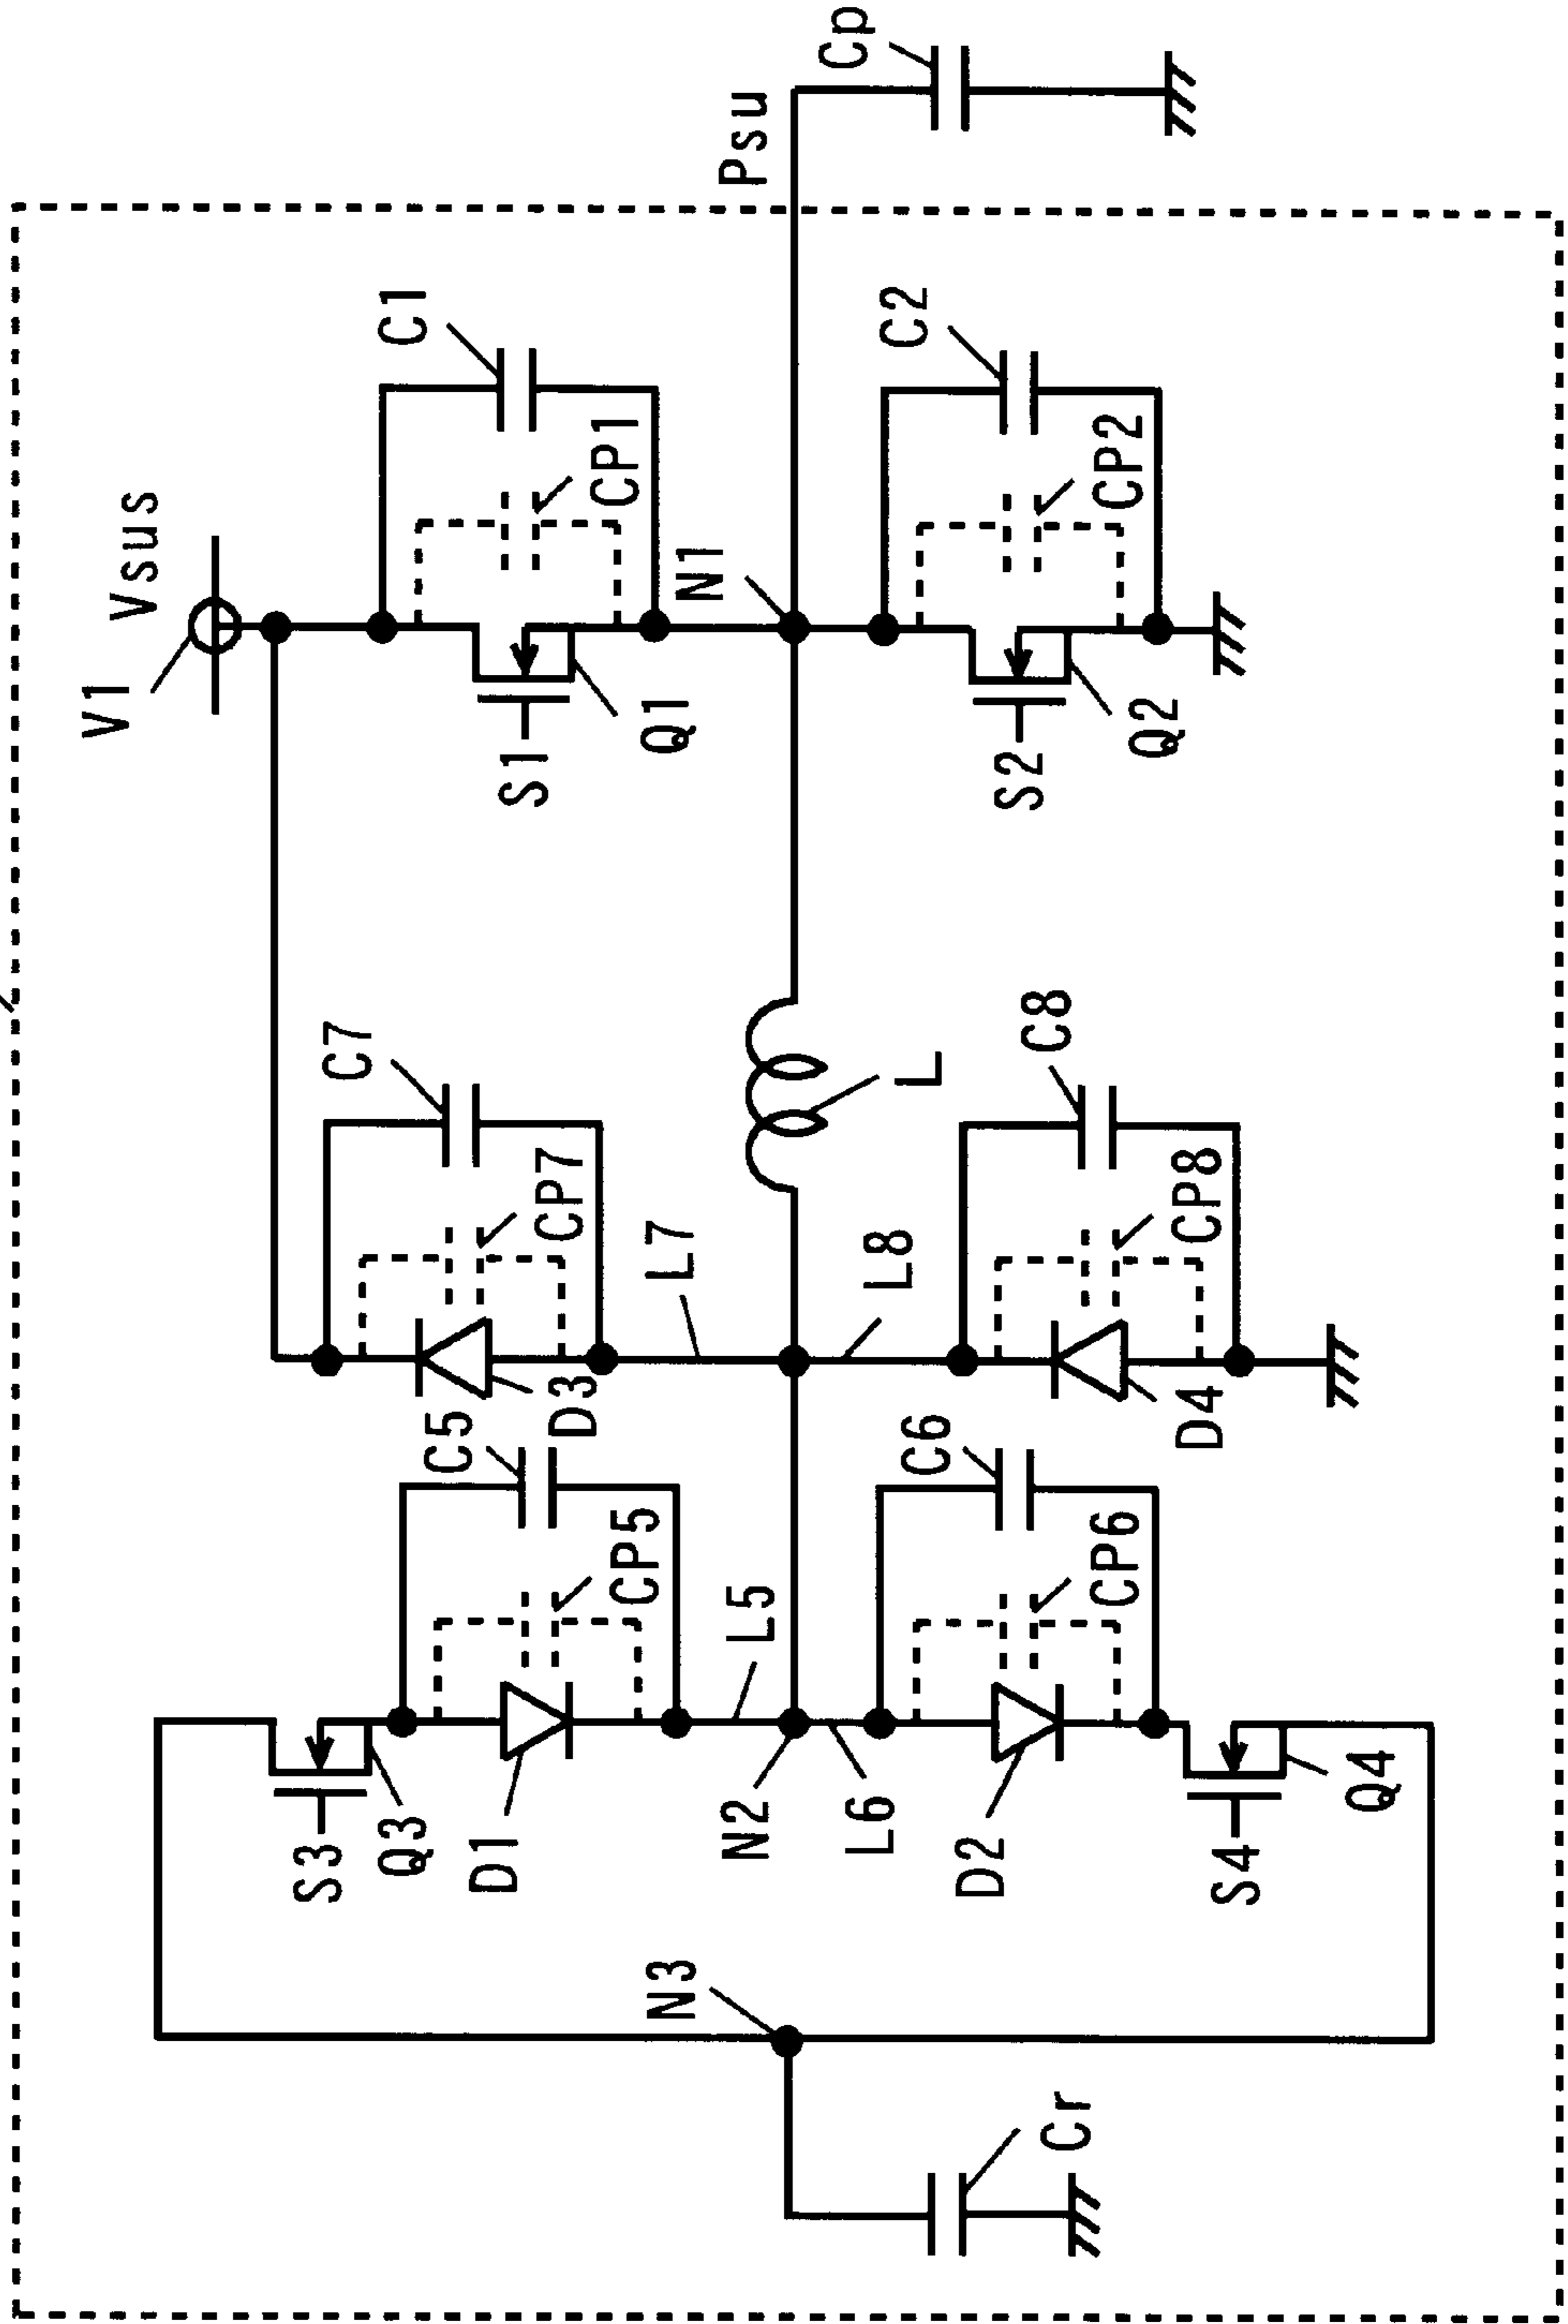 V1
Vsus
C1
CP1
S1
Q1
N1
Psu
Cp
C2
CP2
S2
Q2
C7
CP7
D3
L7
L
L8
C8
CP8
D4
C5
CP5
S3
Q3
D1
L5
N2
L6
C6
CP6
D2
S4
Q4
N3
Cr